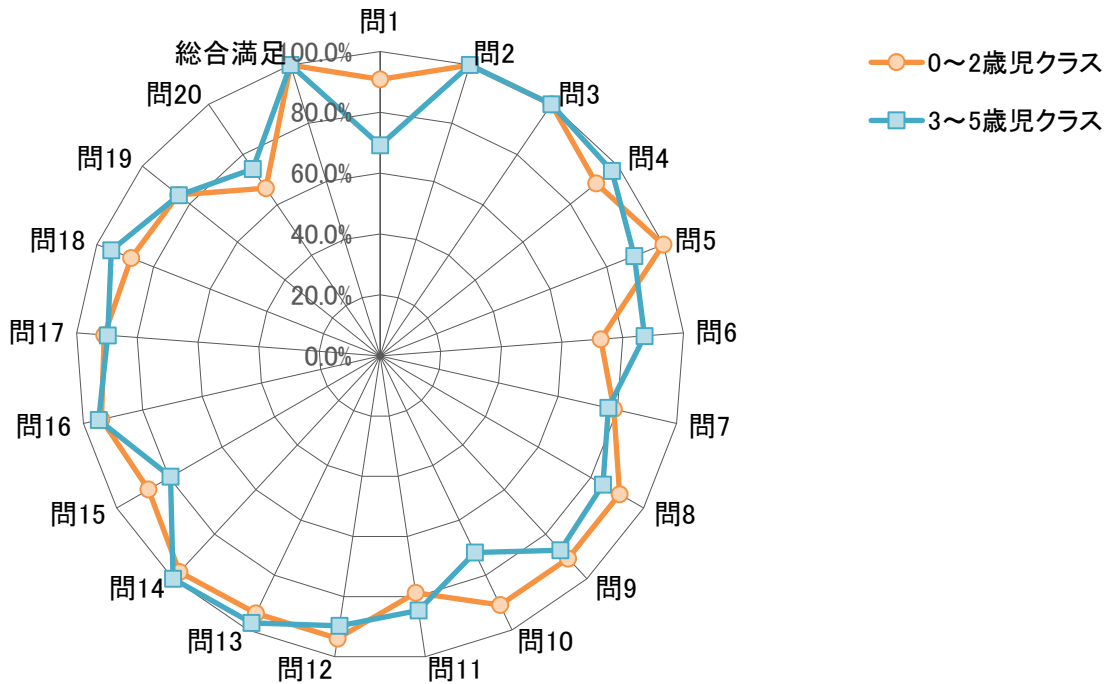 問1
問2
問3
問4
問5
問6
問7
問8
問9
問10
問11
問12
問13
問14
問15
問16
問17
問18
問19
問20
総合満足
100.0%
80.0%
60.0%
40.0%
20.0%
0.0%
0～2歳児クラス
3～5歳児クラス